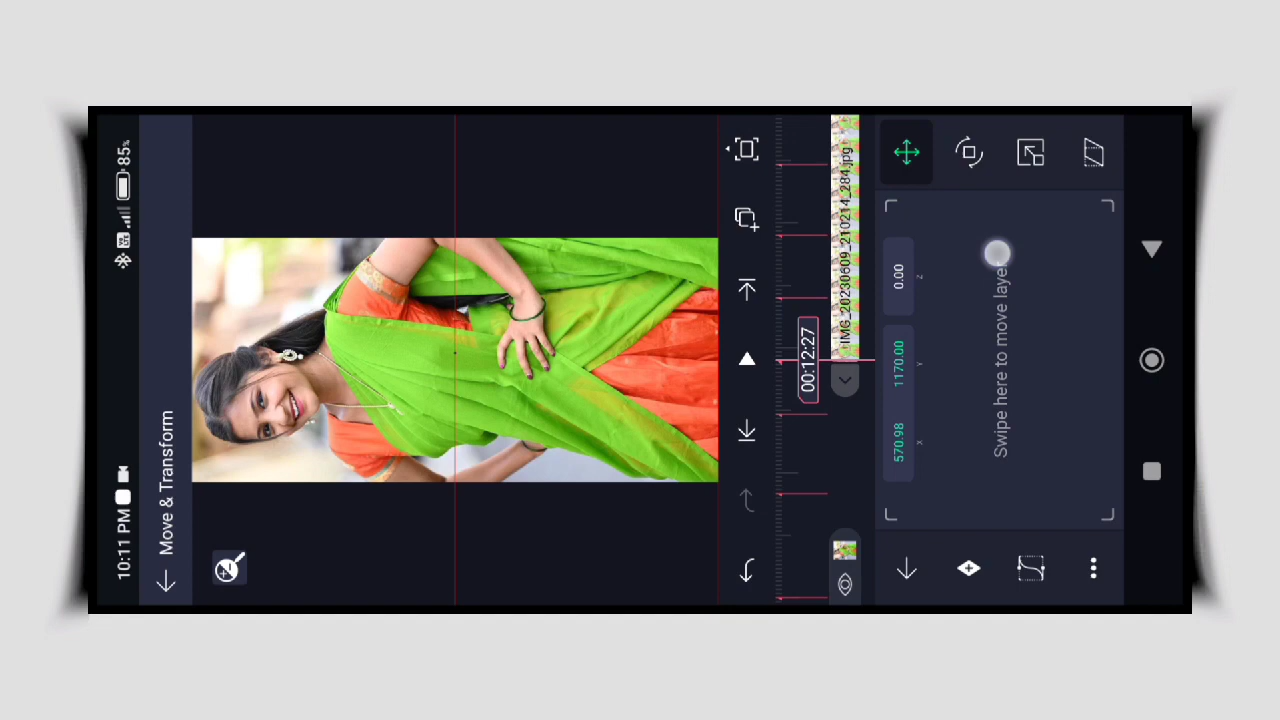 10:11 PM
85%
Move & Transform
00:12:27
IMG_20230609_210214_284.jpg
570.98
X
1170.00
Y
0.00
Z
Swipe here to move layer